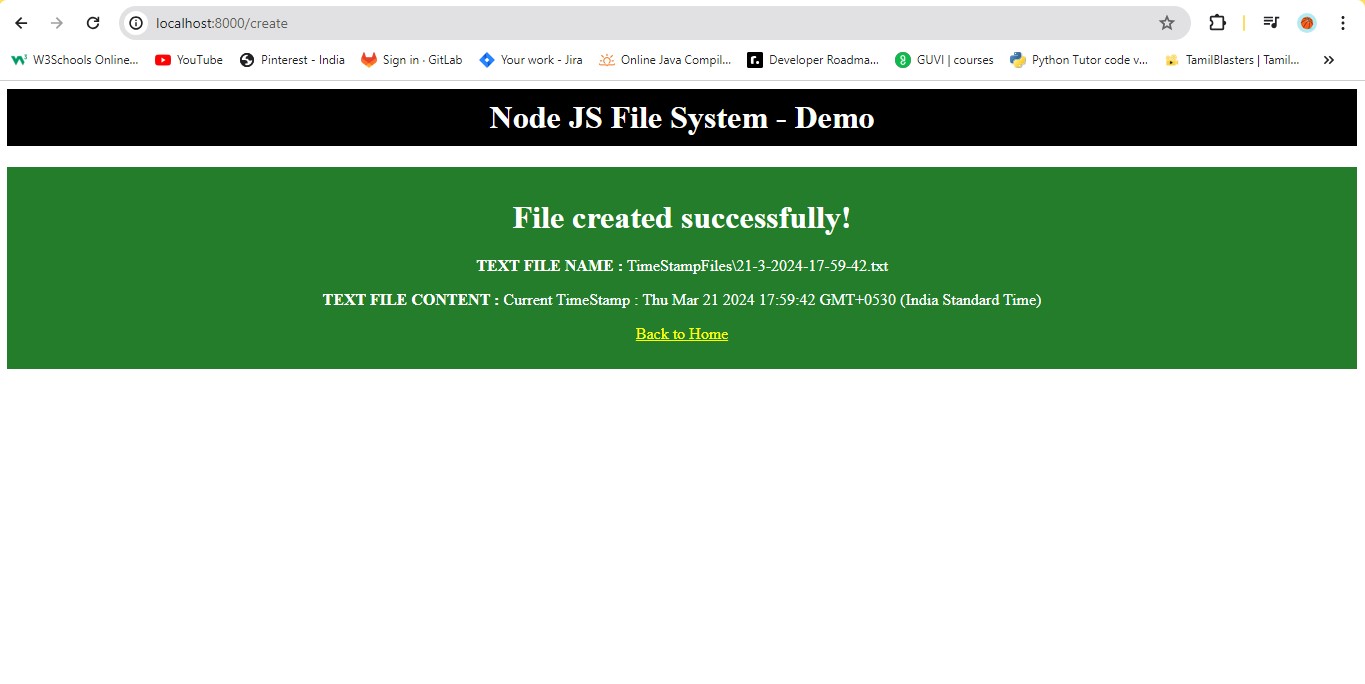 localhost:8000/create
W3Schools Online... YouTube Pinterest - India Sign in · GitLab Your work - Jira Online Java Compil... Developer Roadma... GUVI | courses Python Tutor code v... TamilBlasters | Tamil...
Node JS File System - Demo
File created successfully!
TEXT FILE NAME : TimeStampFiles\21-3-2024-17-59-42.txt
TEXT FILE CONTENT : Current TimeStamp : Thu Mar 21 2024 17:59:42 GMT+0530 (India Standard Time)
Back to Home